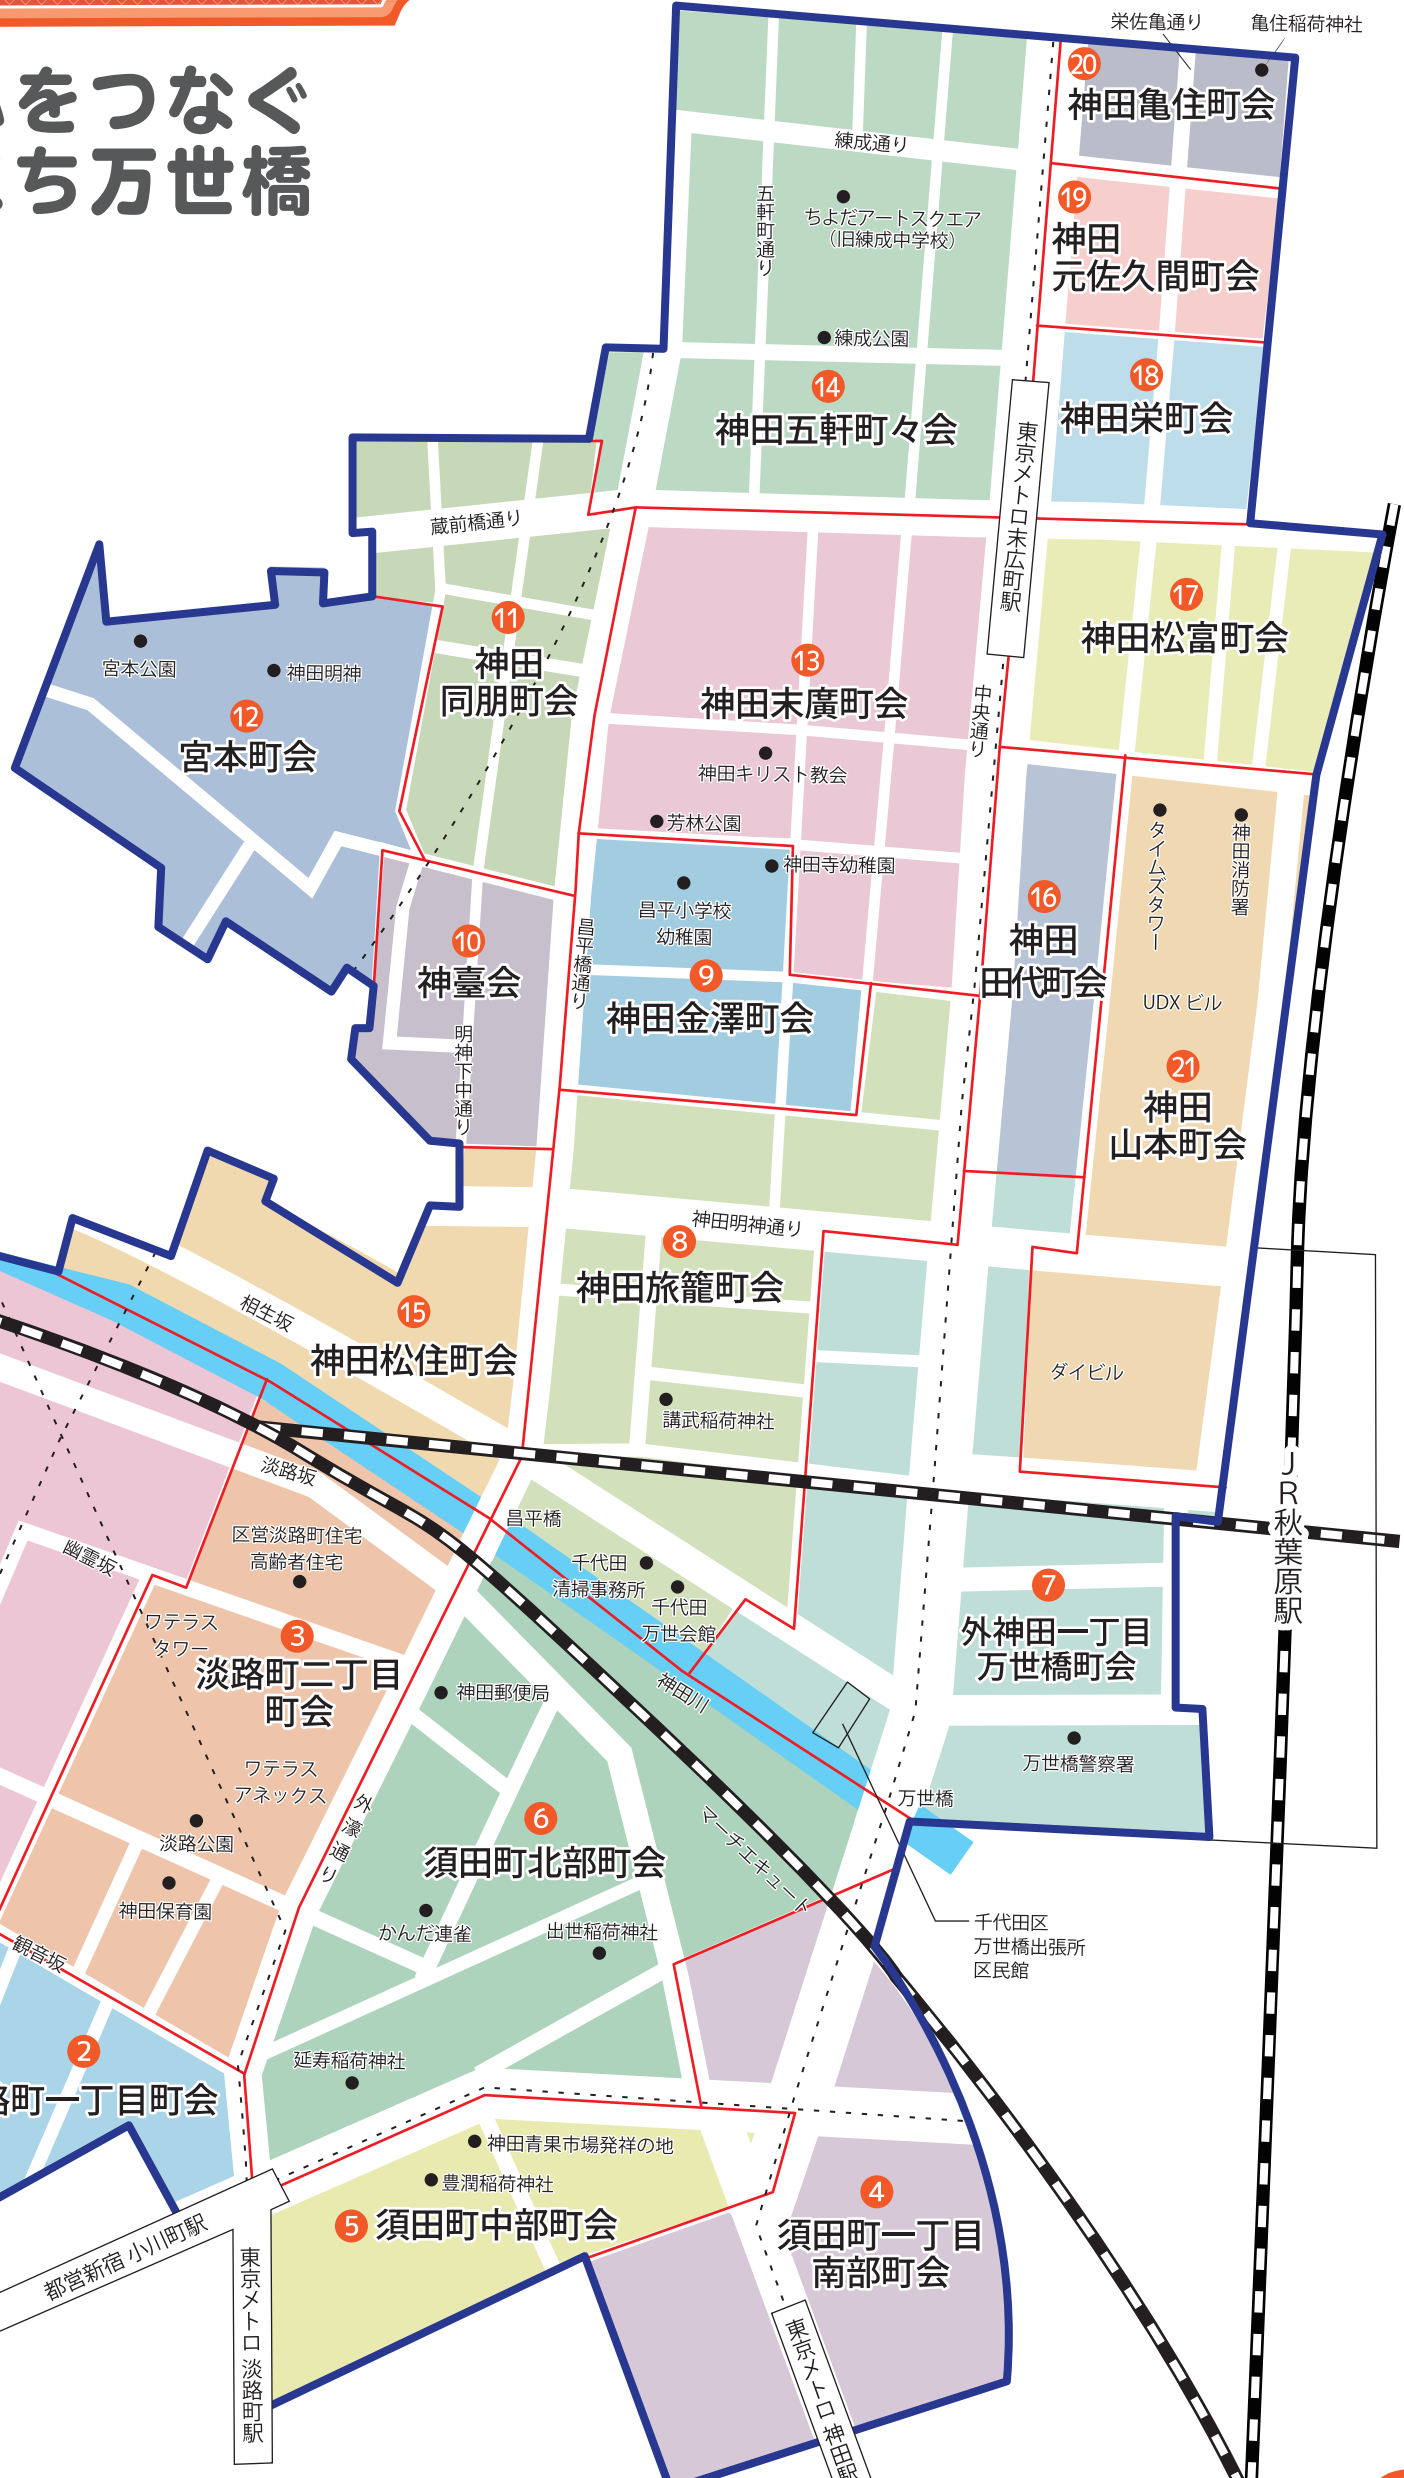 をつなぐ
ち万世橋
栄佐亀通り
亀住稲荷神社
20
神田亀住町会
練成通り
五軒町通り
ちよだアートスクエア
（旧練成中学校）
19
神田
元佐久間町会
練成公園
14
神田五軒町々会
18
神田栄町会
東京メトロ末広町駅
蔵前橋通り
11
神田
同朋町会
17
神田松富町会
宮本公園
神田明神
12
宮本町会
13
神田末廣町会
中央通り
神田キリスト教会
芳林公園
神田寺幼稚園
昌平小学校
幼稚園
9
神田金澤町会
昌平橋通り
10
神臺会
明神下中通り
16
神田
田代町会
タイムズタワー
神田消防署
UDX ビル
21
神田
山本町会
神田明神通り
8
神田旅籠町会
15
神田松住町会
相生坂
講武稲荷神社
ダイビル
JR秋葉原駅
淡路坂
昌平橋
区営淡路町住宅
高齢者住宅
幽霊坂
千代田
清掃事務所
千代田
万世会館
7
外神田一丁目
万世橋町会
ワテラス
タワー
3
淡路町二丁目
町会
神田川
神田郵便局
万世橋警察署
ワテラス
アネックス
外濠通り
万世橋
淡路公園
6
須田町北部町会
マーチエキュート
神田保育園
かんだ連雀
出世稲荷神社
千代田区
万世橋出張所
区民館
観音坂
2
路町一丁目町会
延寿稲荷神社
神田青果市場発祥の地
豊潤稲荷神社
5
須田町中部町会
4
須田町一丁目
南部町会
都営新宿 小川町駅
東京メトロ 淡路町駅
東京メトロ 神田駅